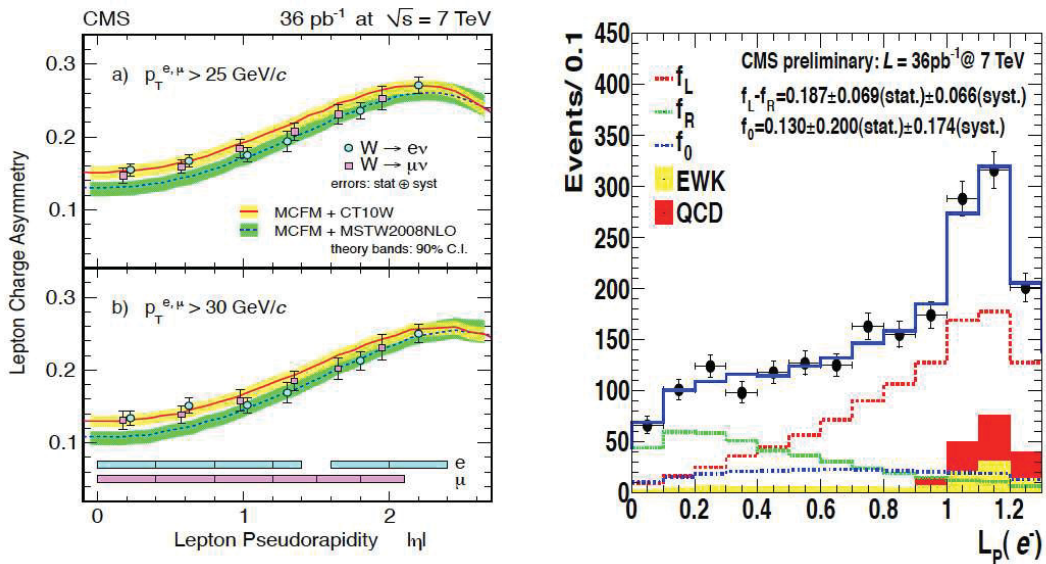 CMS 36 pb⁻¹ at √s = 7 TeV
a) p_T^{e,μ} > 25 GeV/c
0.3
0.2
0.1
W → eν
W → μν
errors: stat ⊕ syst
MCFM + CT10W
MCFM + MSTW2008NLO
theory bands: 90% C.I.
Lepton Charge Asymmetry
b) p_T^{e,μ} > 30 GeV/c
0.3
0.2
0.1
e
μ
0 1 2
Lepton Pseudorapidity |η|
Events/ 0.1
450
400
350
300
250
200
150
100
50
0
CMS preliminary: L = 36pb⁻¹@ 7 TeV
f_L-f_R=0.187±0.069(stat.)±0.066(syst.)
f_0=0.130±0.200(stat.)±0.174(syst.)
f_L
f_R
f_0
EWK
QCD
0 0.2 0.4 0.6 0.8 1 1.2
L_P( e⁻)